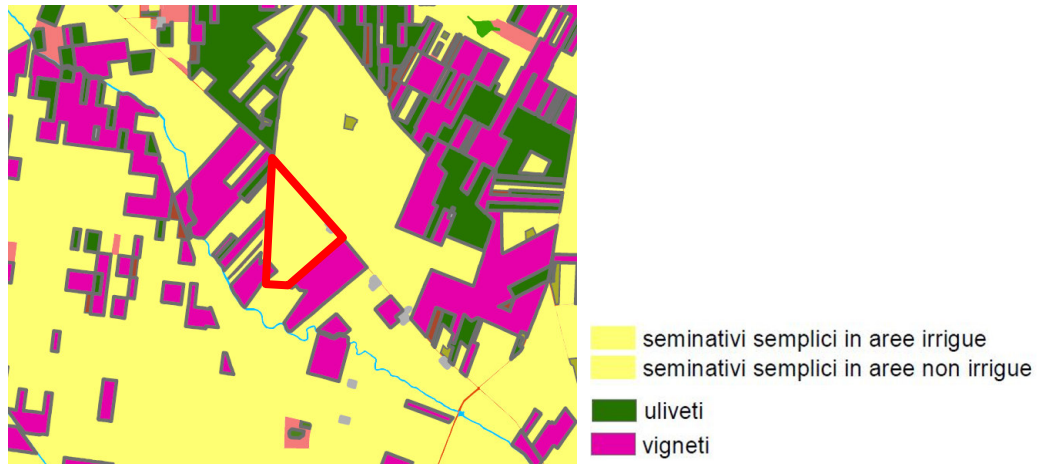 seminativi semplici in aree irrigue
seminativi semplici in aree non irrigue
uliveti
vigneti